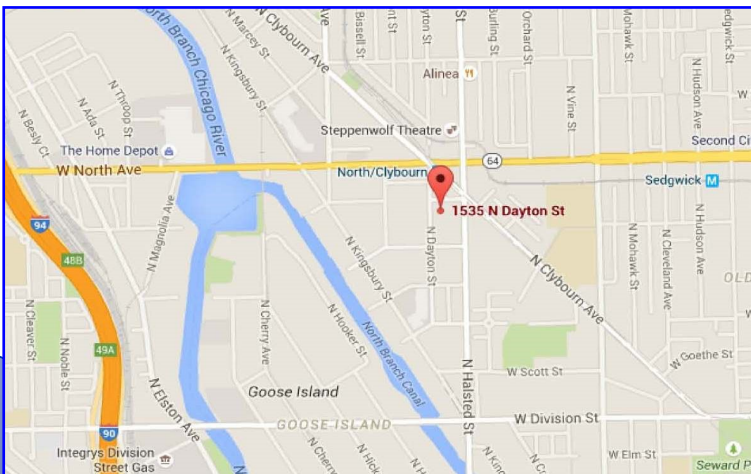 North Branch Chicago River
N Marcey St
N Kingsbury St
N Clybourn Ave
Bissell St
Dayton St
Burling St
Orchard St
Mohawk St
Sedgwick St
N Hudson Ave
N Throop St
N Ada St
N Besly Ct
Alinea
N Vine St
Steppenwolf Theatre
The Home Depot
W North Ave
North/Clybourn
64
Second Ci
Sedgwick M
1535 N Dayton St
N Magnolia Ave
94
48B
N Dayton St
N Kingsbury St
N Clybourn Ave
N Mohawk St
N Cleveland Ave
N Hudson Ave
OLD
N Cleaver St
N Noble St
49A
N Cherry Ave
N Hooker St
North Branch Canal
N Halsted St
W Goethe St
W Scott St
Goose Island
N Elston Ave
GOOSE ISLAND
W Division St
90
Integrys Division
Street Gas
N Cherry
W Elm St
Seward P